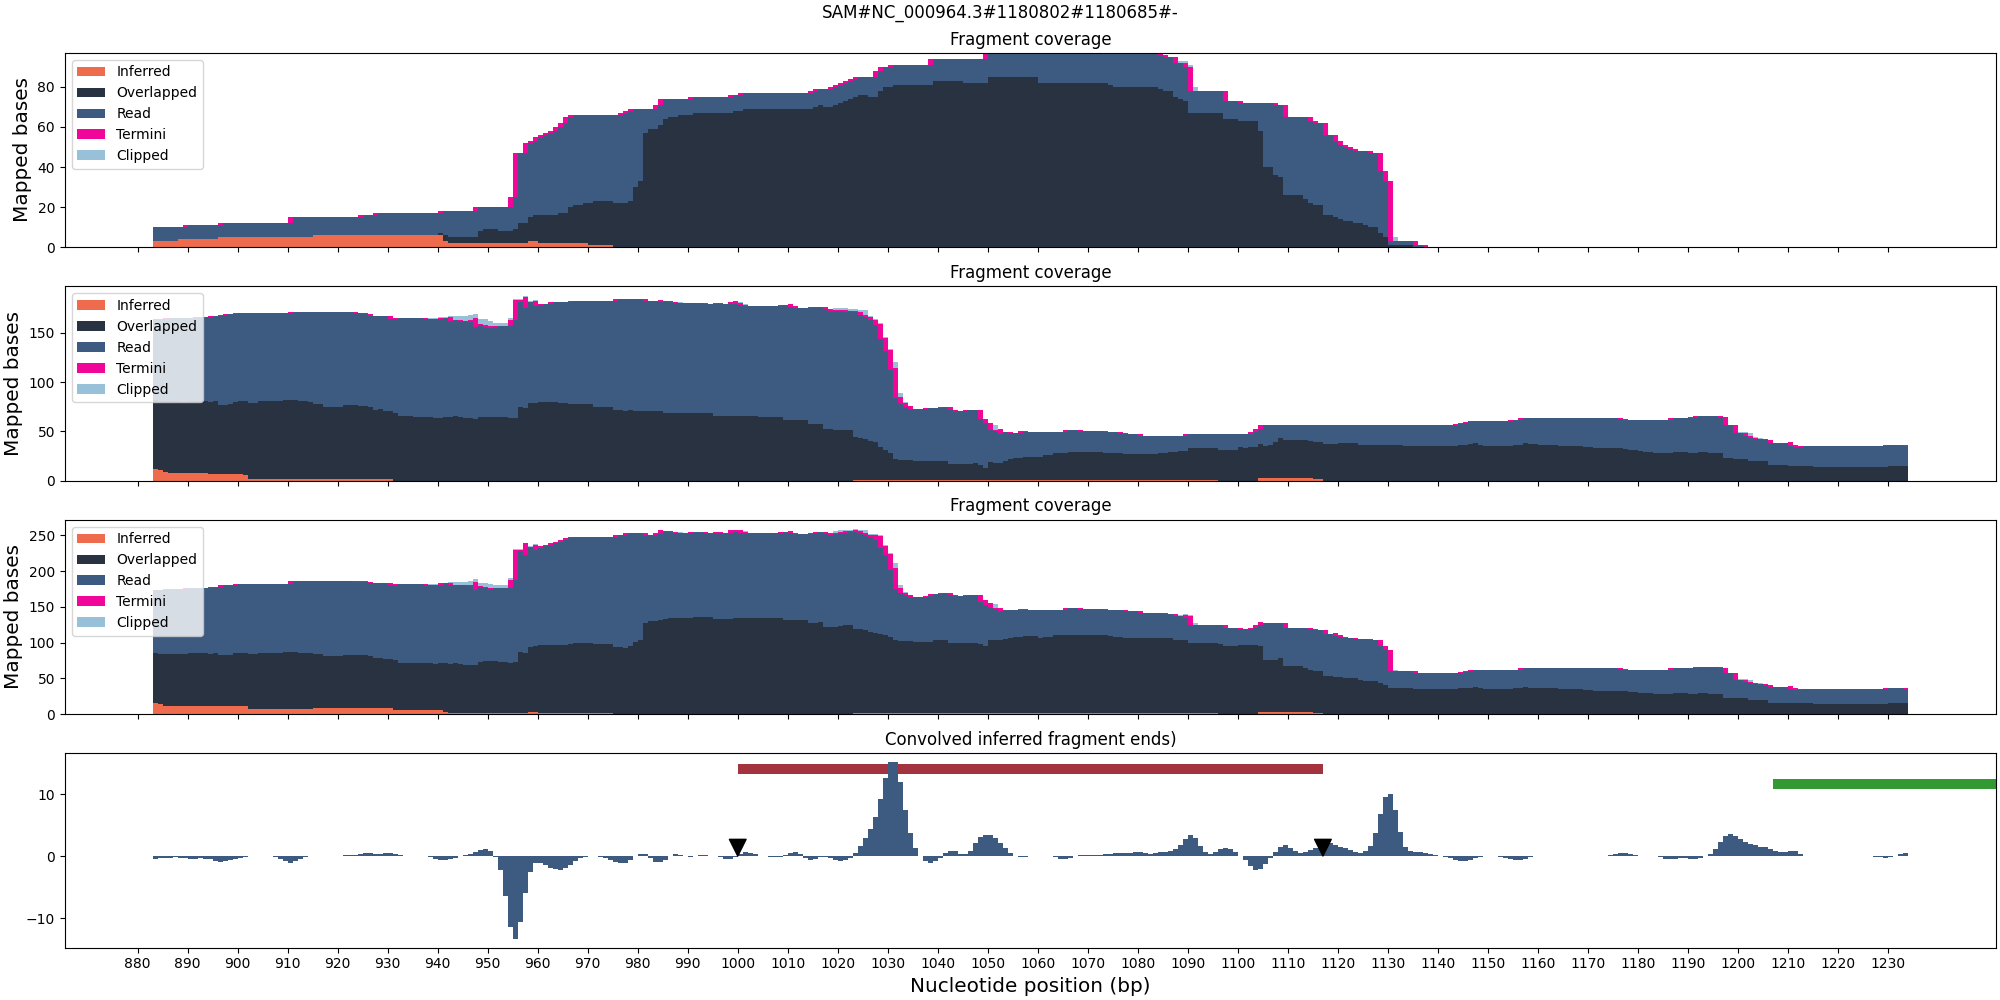 SAM#NC_000964.3#1180802#1180685#-
Fragment coverage
Mapped bases
80
60
40
20
0
Inferred
Overlapped
Read
Termini
Clipped
Fragment coverage
Mapped bases
150
100
50
0
Inferred
Overlapped
Read
Termini
Clipped
Fragment coverage
Mapped bases
250
200
150
100
50
0
Inferred
Overlapped
Read
Termini
Clipped
Convolved inferred fragment ends)
10
0
−10
880 890 900 910 920 930 940 950 960 970 980 990 1000 1010 1020 1030 1040 1050 1060 1070 1080 1090 1100 1110 1120 1130 1140 1150 1160 1170 1180 1190 1200 1210 1220 1230
Nucleotide position (bp)